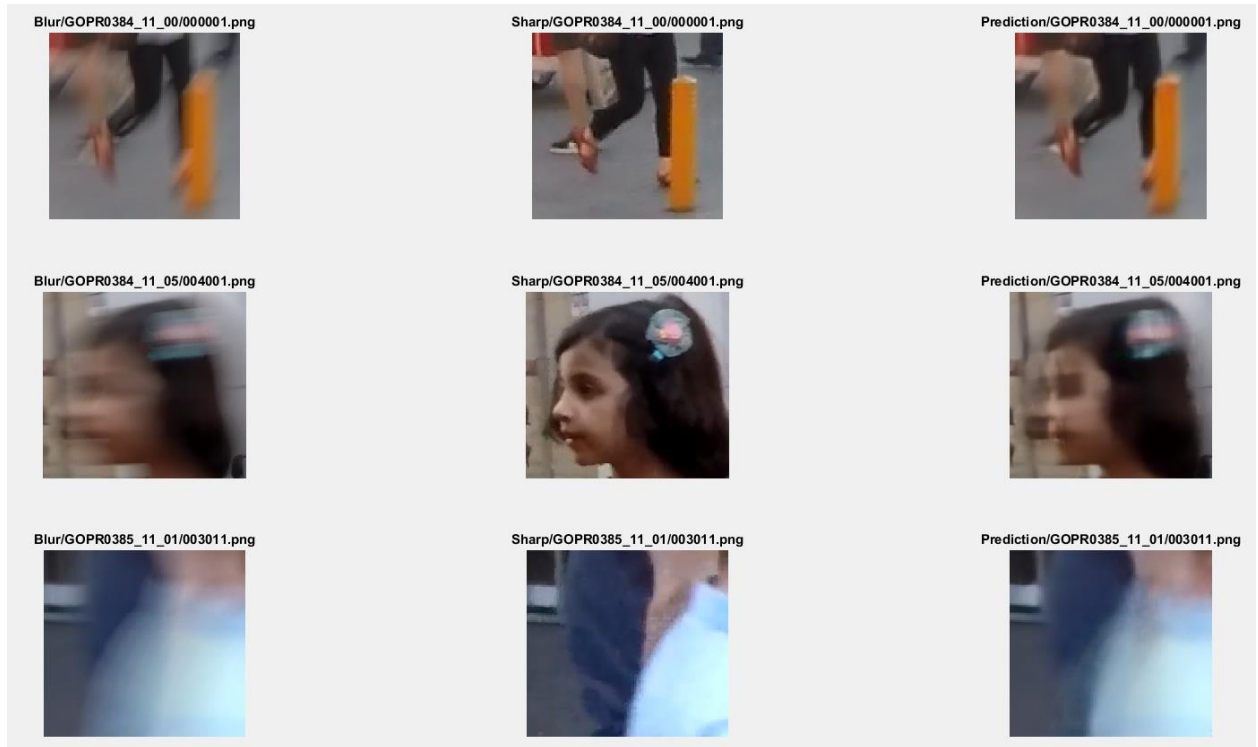 Blur/GOPR0384_11_00/000001.png
Sharp/GOPR0384_11_00/000001.png
Prediction/GOPR0384_11_00/000001.png
Blur/GOPR0384_11_05/004001.png
Sharp/GOPR0384_11_05/004001.png
Prediction/GOPR0384_11_05/004001.png
Blur/GOPR0385_11_01/003011.png
Sharp/GOPR0385_11_01/003011.png
Prediction/GOPR0385_11_01/003011.png